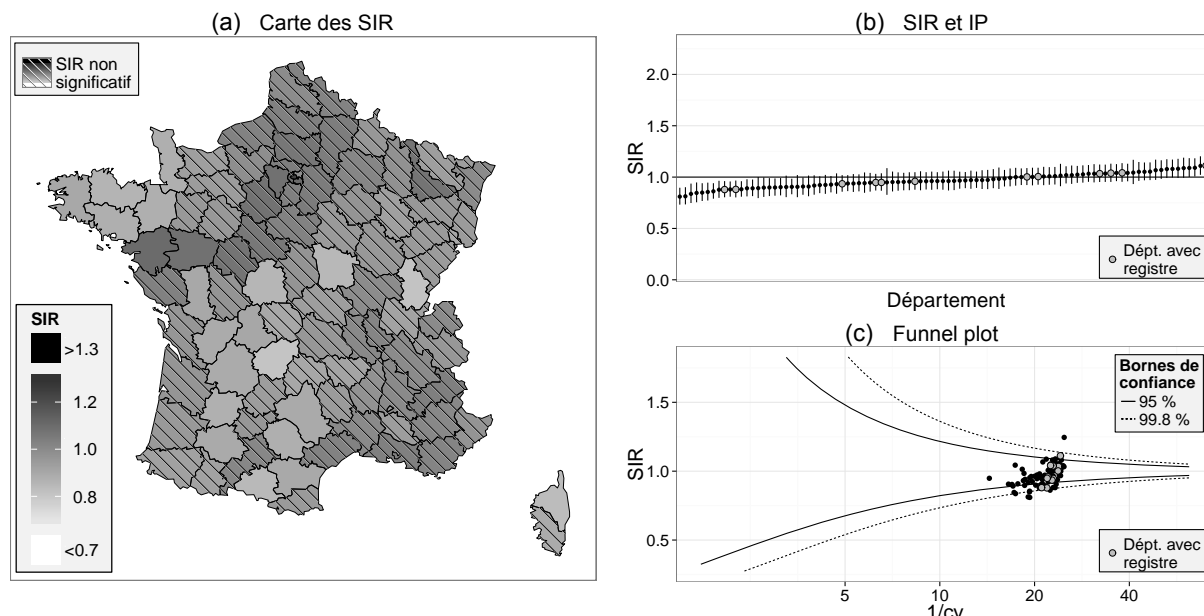 (a) Carte des SIR
SIR non
significatif
SIR
>1.3
1.2
1.0
0.8
<0.7
(b) SIR et IP
SIR
2.0
1.5
1.0
0.5
0.0
Dépt. avec
registre
Département
(c) Funnel plot
SIR
1.5
1.0
0.5
Bornes de
confiance
95 %
99.8 %
Dépt. avec
registre
5 10 20 40
1/cv